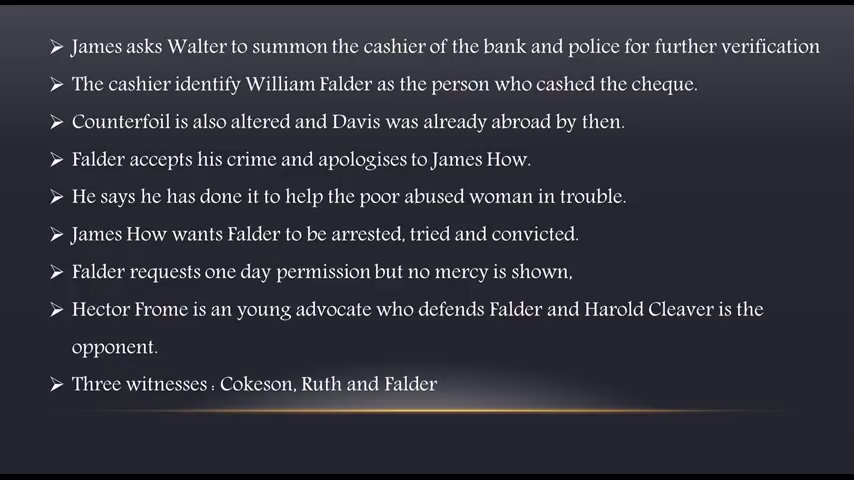 ➢ James asks Walter to summon the cashier of the bank and police for further verification
➢ The cashier identify William Falder as the person who cashed the cheque.
➢ Counterfoil is also altered and Davis was already abroad by then.
➢ Falder accepts his crime and apologises to James How.
➢ He says he has done it to help the poor abused woman in trouble.
➢ James How wants Falder to be arrested, tried and convicted.
➢ Falder requests one day permission but no mercy is shown,
➢ Hector Frome is an young advocate who defends Falder and Harold Cleaver is the
opponent.
➢ Three witnesses : Cokeson, Ruth and Falder